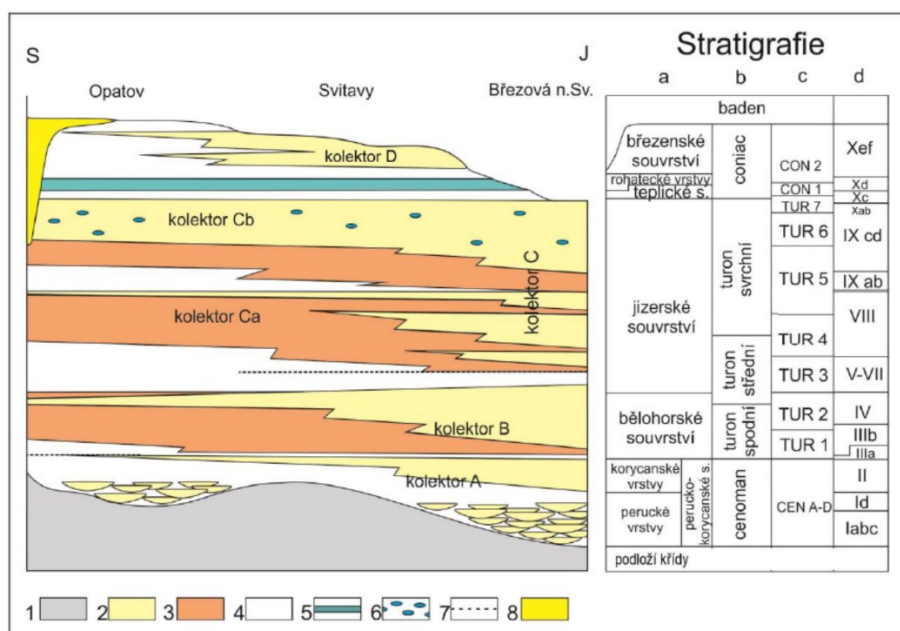 S
J
Opatov
Svitavy
Březová n.Sv.
kolektor D
kolektor Cb
kolektor C
kolektor Ca
kolektor B
kolektor A
Stratigrafie
a b c d
baden
březenské
souvrství
rohatecké vrstvy
teplické s.
jizerské
souvrství
bělohorské
souvrství
korycanské
vrstvy
perucké
vrstvy
perucko-
korycanské s.
podloží křídy
coniac
turon
svrchní
turon
střední
turon
spodní
cenoman
CON 2
CON 1
TUR 7
TUR 6
TUR 5
TUR 4
TUR 3
TUR 2
TUR 1
CEN A-D
Xef
Xd
Xc
Xab
IX cd
IX ab
VIII
V-VII
IV
IIIb
IIIa
II
Id
Iabc
1 2 3 4 5 6 7 8